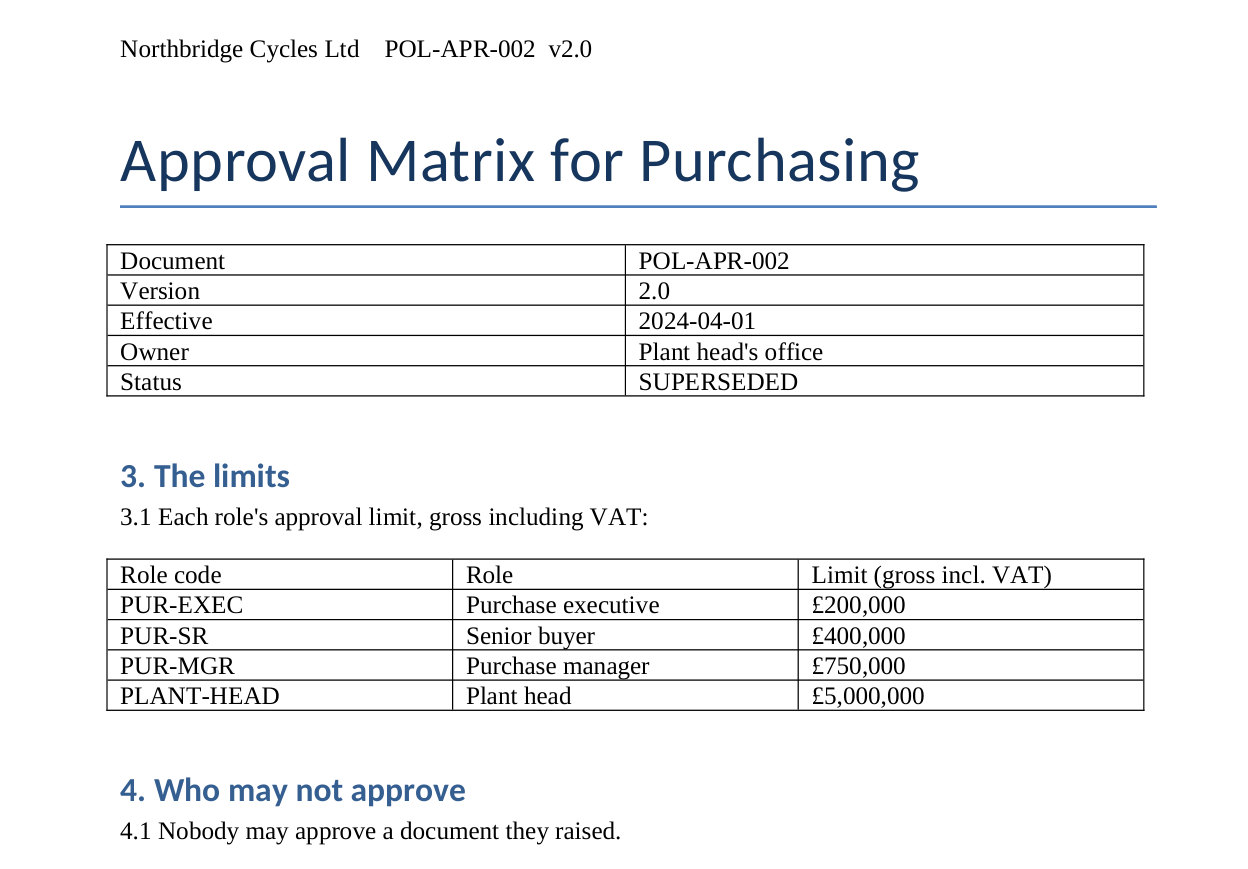 Northbridge Cycles Ltd    POL-APR-002  v2.0
Approval Matrix for Purchasing
Document POL-APR-002
Version 2.0
Effective 2024-04-01
Owner Plant head's office
Status SUPERSEDED
3. The limits
3.1 Each role's approval limit, gross including VAT:
Role code Role Limit (gross incl. VAT)
PUR-EXEC Purchase executive £200,000
PUR-SR Senior buyer £400,000
PUR-MGR Purchase manager £750,000
PLANT-HEAD Plant head £5,000,000
4. Who may not approve
4.1 Nobody may approve a document they raised.